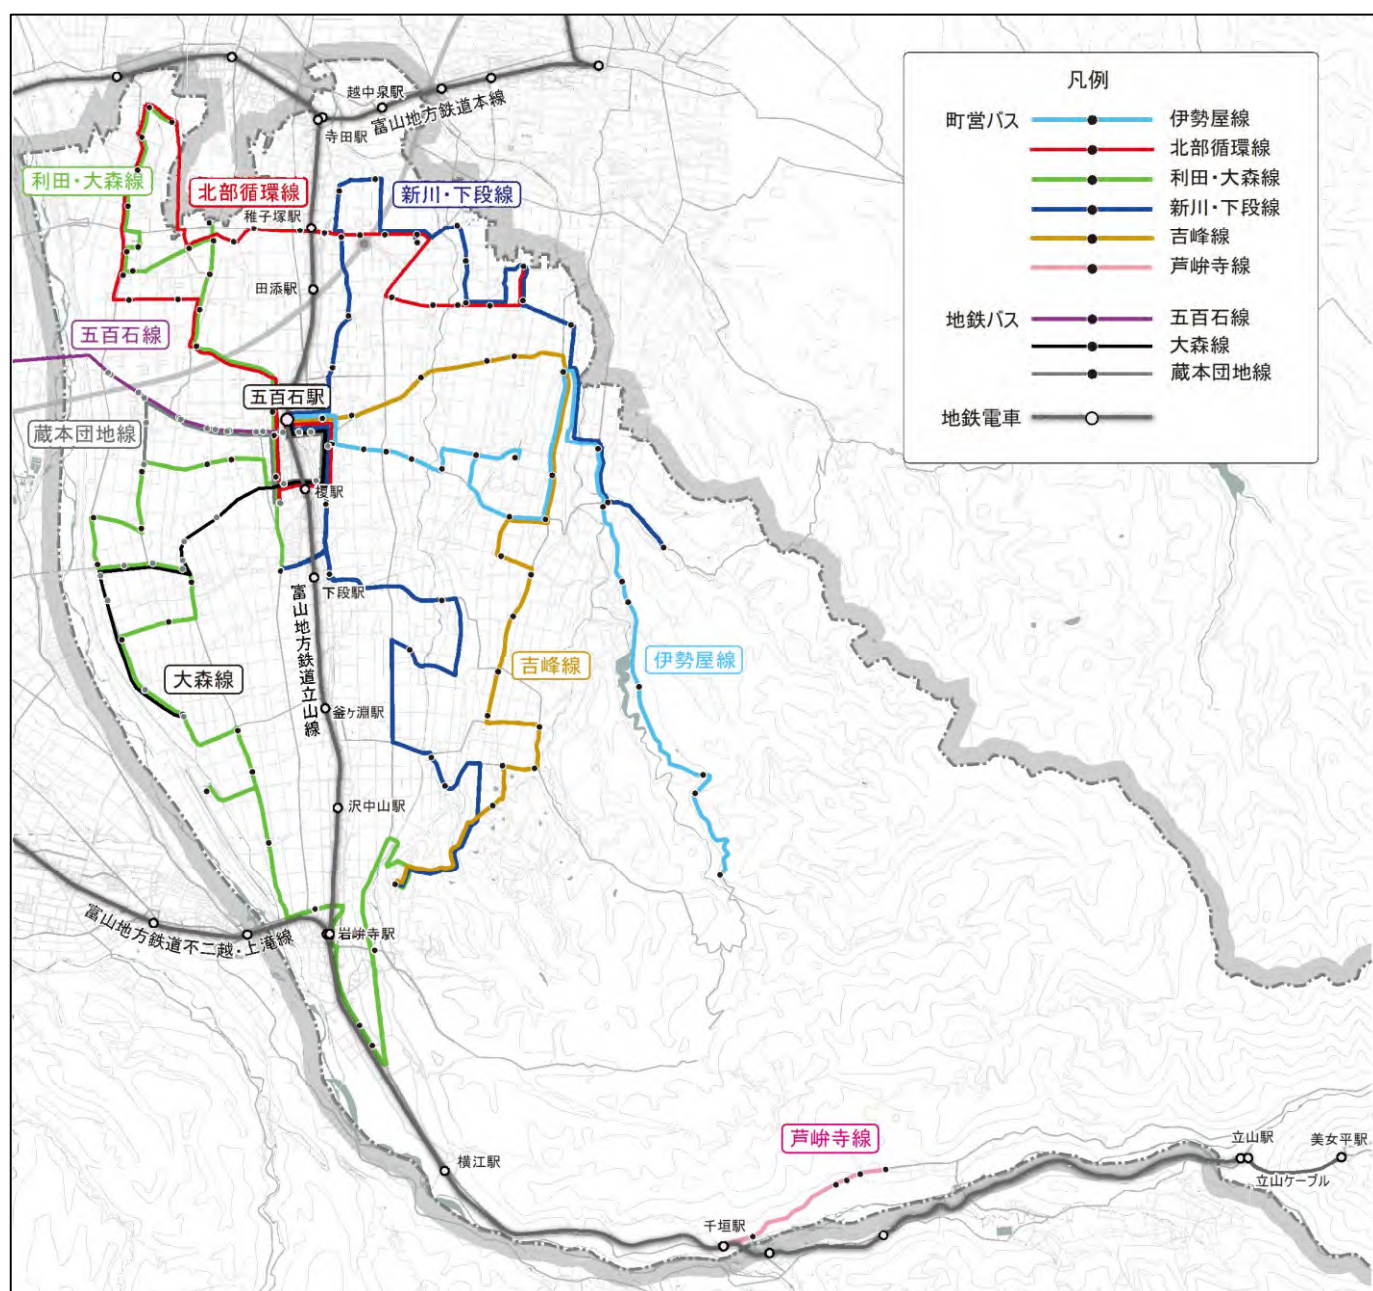 凡例
町営バス
伊勢屋線
北部循環線
利田・大森線
新川・下段線
吉峰線
芦峅寺線
地鉄バス
五百石線
大森線
蔵本団地線
地鉄電車
越中泉駅
富山地方鉄道本線
寺田駅
利田・大森線
北部循環線
新川・下段線
稚子塚駅
田添駅
五百石線
五百石駅
蔵本団地線
榎駅
下段駅
富山地方鉄道立山線
大森線
吉峰線
伊勢屋線
釜ヶ淵駅
沢中山駅
富山地方鉄道不二越・上滝線
岩峅寺駅
横江駅
芦峅寺線
千垣駅
立山駅
美女平駅
立山ケーブル